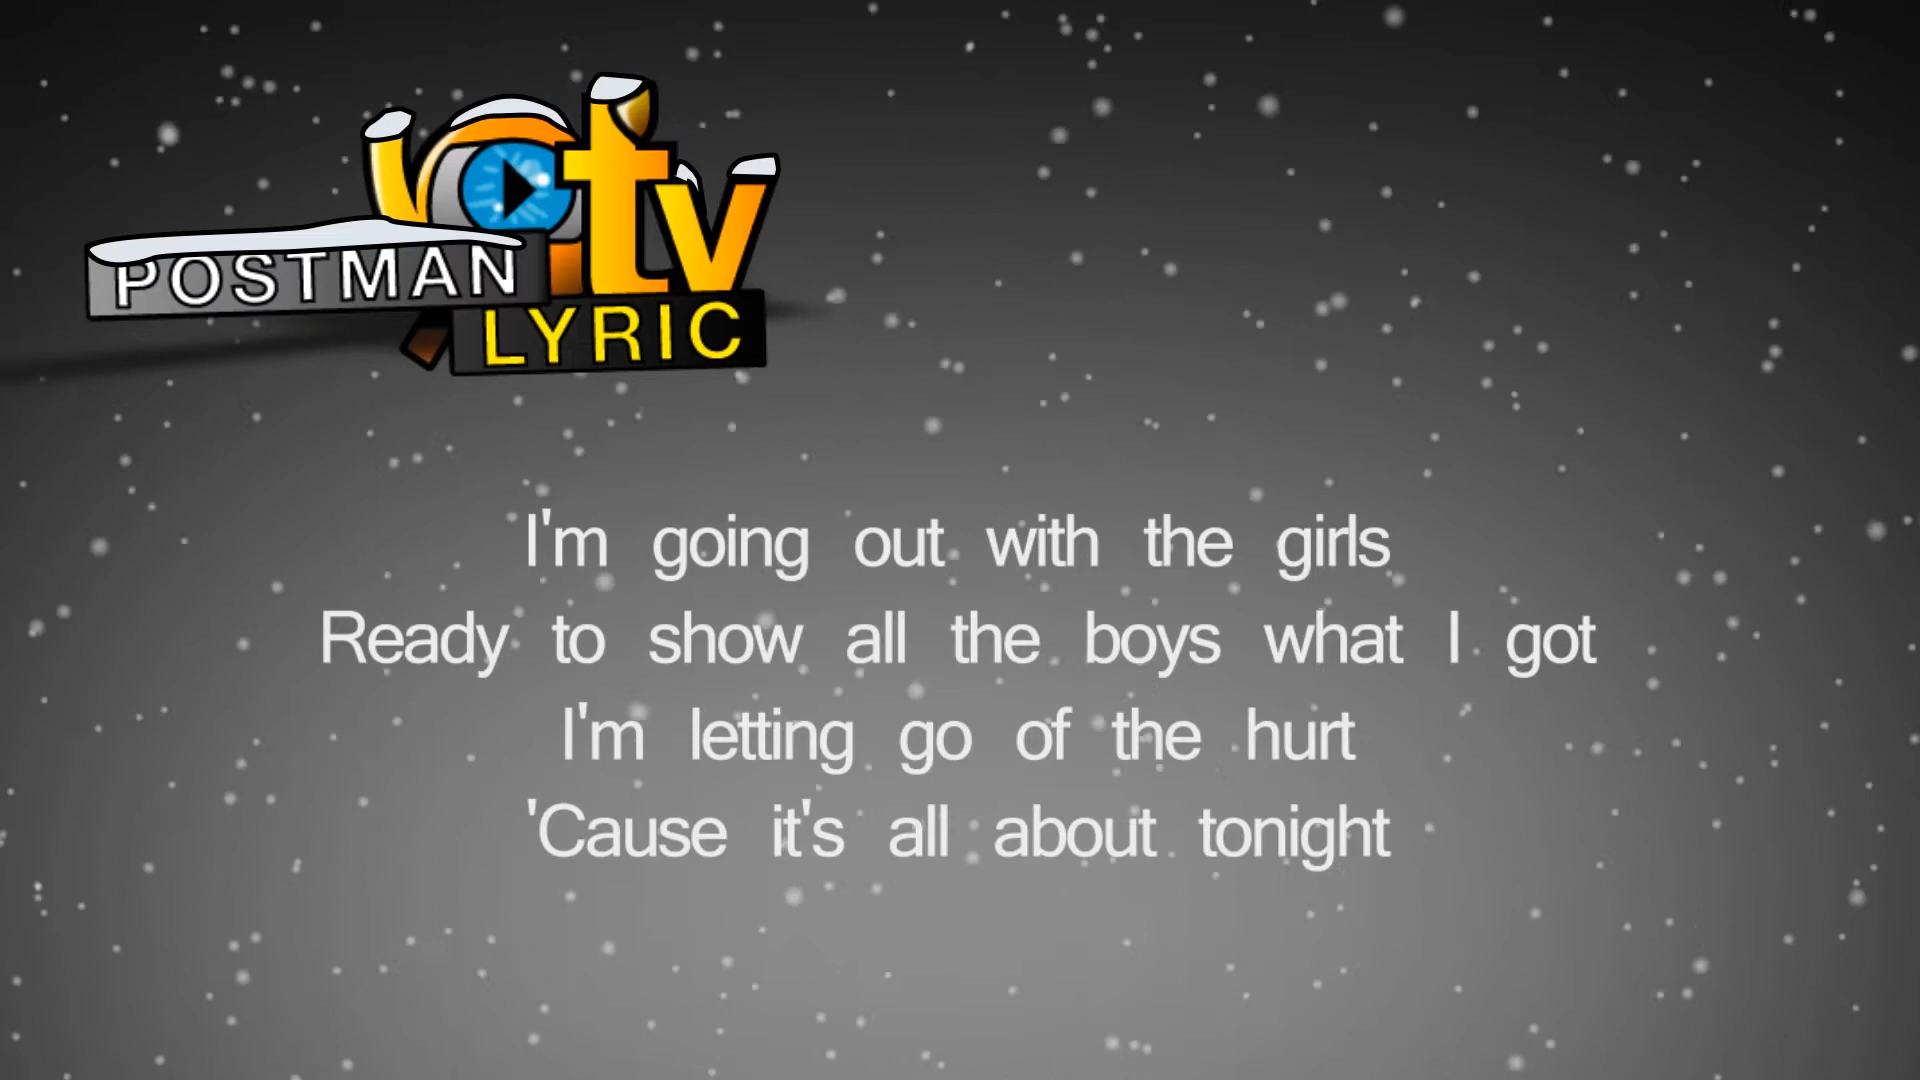 POSTMAN
tv
LYRIC
I'm going out with the girls
Ready to show all the boys what I got
I'm letting go of the hurt
'Cause it's all about tonight